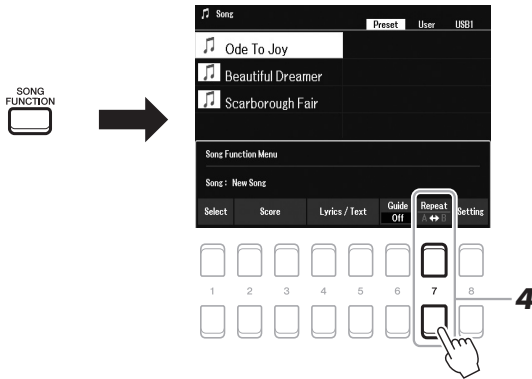 SONG
FUNCTION
Song
Preset User USB1
Ode To Joy
Beautiful Dreamer
Scarborough Fair
Song Function Menu
Song : New Song
Select Score Lyrics / Text Guide Off Repeat A ↔ B Setting
1 2 3 4 5 6 7 8
4